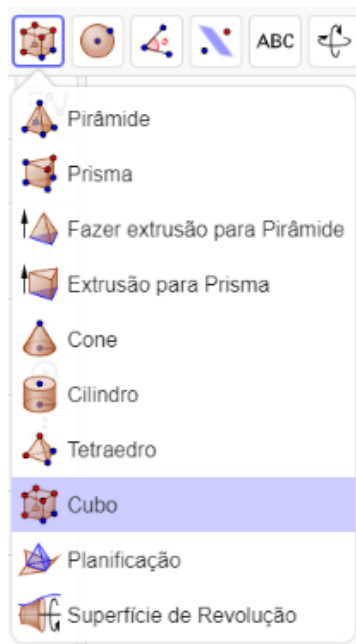 ABC
Pirâmide
Prisma
Fazer extrusão para Pirâmide
Extrusão para Prisma
Cone
Cilindro
Tetraedro
Cubo
Planificação
Superfície de Revolução